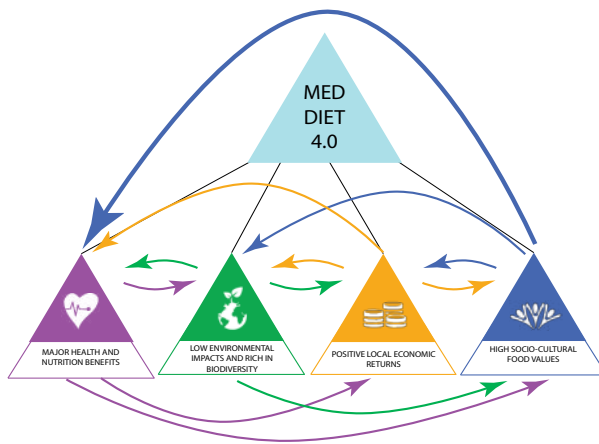 MED
DIET
4.0
MAJOR HEALTH AND
NUTRITION BENEFITS
LOW ENVIRONMENTAL
IMPACTS AND RICH IN
BIODIVERSITY
POSITIVE LOCAL ECONOMIC
RETURNS
HIGH SOCIO-CULTURAL
FOOD VALUES